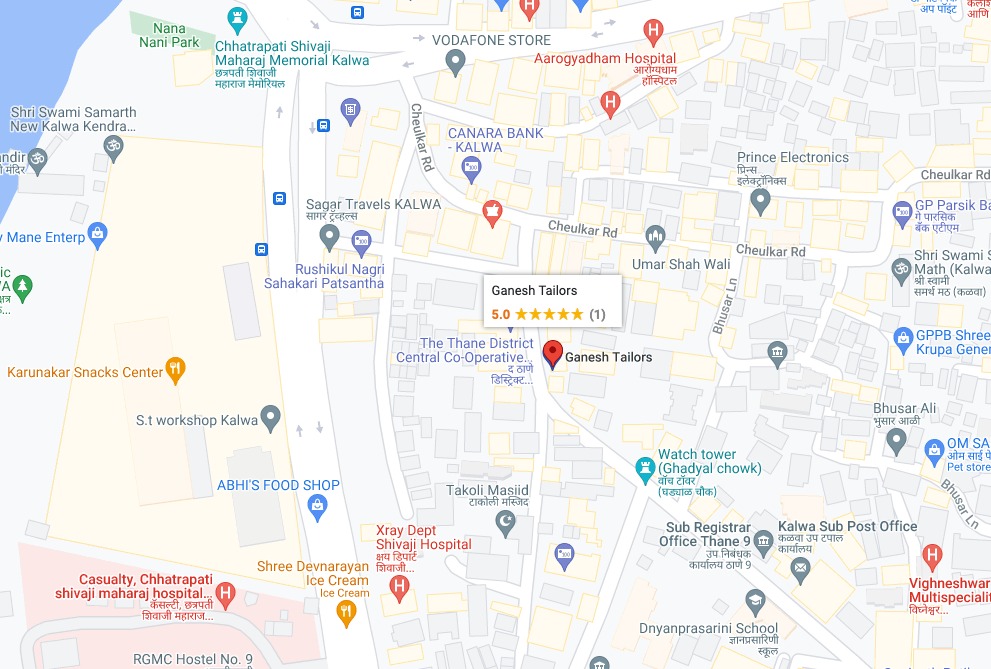 Nana
Nani Park
Chhatrapati Shivaji
Maharaj Memorial Kalwa
छत्रपती शिवाजी
महाराज मेमोरियल
VODAFONE STORE
Aarogyadham Hospital
आरोग्यधाम
हॉस्पिटल
अप पॉइंट
Shri Swami Samarth
New Kalwa Kendra...
ndir
मंदिर
Cheulkar Rd
CANARA BANK
- KALWA
Prince Electronics
प्रिन्स
इलेक्ट्रॉनिक्स
Cheulkar Rd
Sagar Travels KALWA
सागर ट्रॅव्हल्स
GP Parsik Ba
गे पारसिक
बँक एटीएम
Cheulkar Rd
y Mane Enterp
Umar Shah Wali
Cheulkar Rd
Rushikul Nagri
Sahakari Patsantha
Shri Swami S
Math (Kalwa
श्री स्वामी
समर्थ मठ (कळवा)
ic
VA
क्षत्र
Ganesh Tailors
5.0 ★★★★★ (1)
Bhusar Ln
The Thane District
Central Co-Operative...
द ठाणे
डिस्ट्रिक्ट...
Ganesh Tailors
GPPB Shree
Krupa Gener
Karunakar Snacks Center
S.t workshop Kalwa
Bhusar Ali
भुसार आळी
OM SA
ओम साई पे
Pet store
Watch tower
(Ghadyal chowk)
वॉच टॉवर
(घड्याळ चौक)
ABHI'S FOOD SHOP
Takoli Masjid
टाकोली मस्जिद
Bhusar Ln
Xray Dept
Shivaji Hospital
क्षय डिपार्ट
शिवाजी...
Sub Registrar
Office Thane 9
उप निबंधक
कार्यालय ठाणे 9
Kalwa Sub Post Office
कळवा उप टपाल
कार्यालय
Shree Devnarayan
Ice Cream
Ice Cream
Casualty, Chhatrapati
shivaji maharaj hospital...
कॅसल्टी, छत्रपती
शिवाजी महाराज...
Vighneshwar
Multispecialit
विघ्नेश्वर...
Dnyanprasarini School
ज्ञानप्रसारिणी
स्कूल
RGMC Hostel No. 9